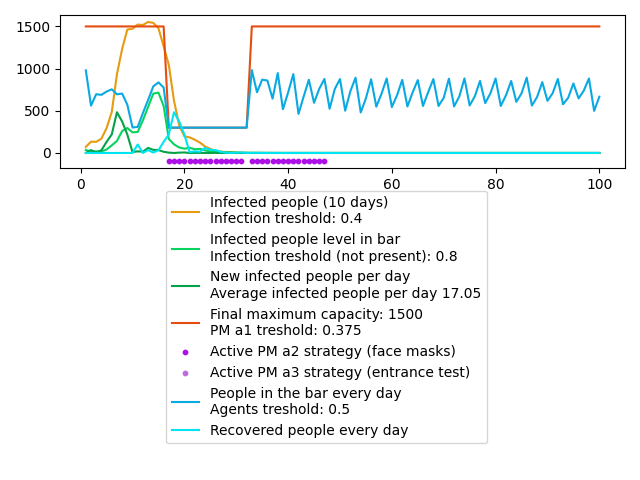 1500
1000
500
0
0
20
40
60
80
100
Infected people (10 days)
Infection treshold: 0.4
Infected people level in bar
Infection treshold (not present): 0.8
New infected people per day
Average infected people per day 17.05
Final maximum capacity: 1500
PM a1 treshold: 0.375
Active PM a2 strategy (face masks)
Active PM a3 strategy (entrance test)
People in the bar every day
Agents treshold: 0.5
Recovered people every day